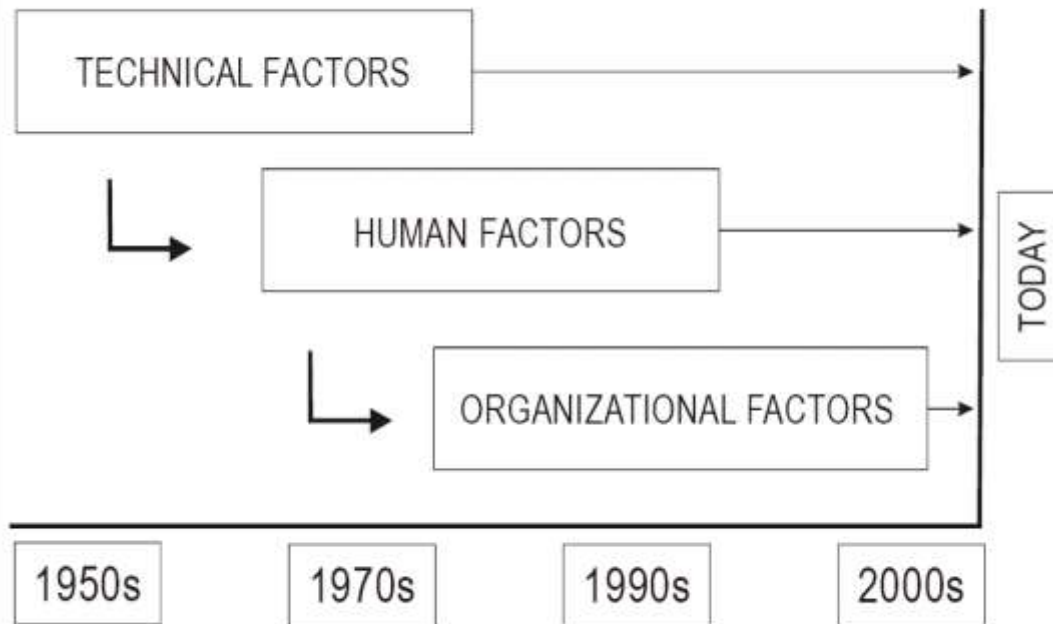 TECHNICAL FACTORS
HUMAN FACTORS
TODAY
ORGANIZATIONAL FACTORS
1950s
1970s
1990s
2000s